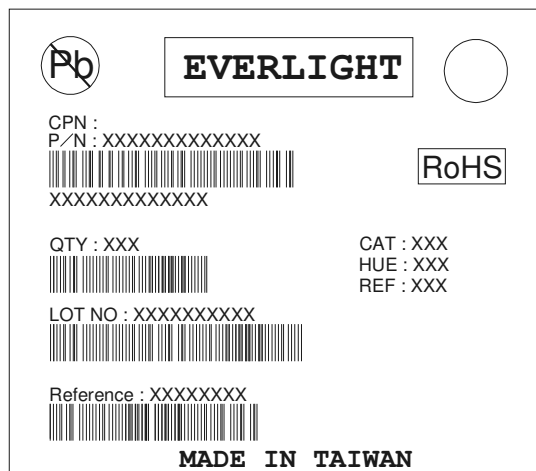 Pb
EVERLIGHT
CPN :
P/N : XXXXXXXXXXXXX
RoHS
XXXXXXXXXXXXX
QTY : XXX
CAT : XXX
HUE : XXX
REF : XXX
LOT NO : XXXXXXXXXX
Reference : XXXXXXXX
MADE IN TAIWAN